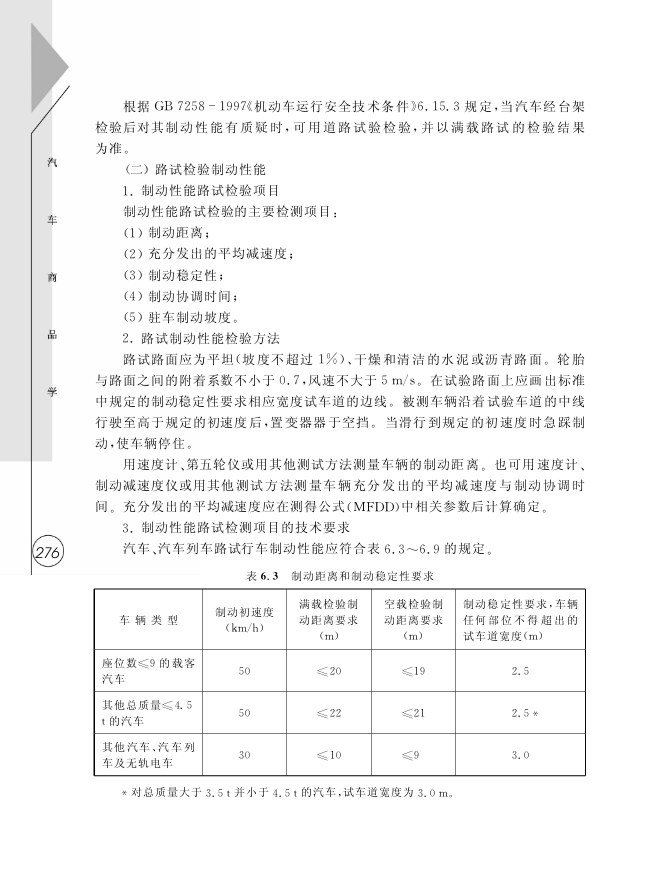 根据 GB 7258-1997《机动车运行安全技术条件》6.15.3 规定,当汽车经台架
检验后对其制动性能有质疑时,可用道路试验检验,并以满载路试的检验结果
为准。
(二) 路试检验制动性能
1. 制动性能路试检验项目
制动性能路试检验的主要检测项目:
(1) 制动距离;
(2) 充分发出的平均减速度;
(3) 制动稳定性;
(4) 制动协调时间;
(5) 驻车制动坡度。
2. 路试制动性能检验方法
路试路面应为平坦(坡度不超过 1%)、干燥和清洁的水泥或沥青路面。轮胎
与路面之间的附着系数不小于 0.7,风速不大于 5 m/s。在试验路面上应画出标准
中规定的制动稳定性要求相应宽度试车道的边线。被测车辆沿着试验车道的中线
行驶至高于规定的初速度后,置变器器于空挡。当滑行到规定的初速度时急踩制
动,使车辆停住。
用速度计、第五轮仪或用其他测试方法测量车辆的制动距离。也可用速度计、
制动减速度仪或用其他测试方法测量车辆充分发出的平均减速度与制动协调时
间。充分发出的平均减速度应在测得公式(MFDD)中相关参数后计算确定。
3. 制动性能路试检测项目的技术要求
汽车、汽车列车路试行车制动性能应符合表 6.3~6.9 的规定。
表 6.3 制动距离和制动稳定性要求
车辆类型
制动初速度
(km/h)
满载检验制
动距离要求
(m)
空载检验制
动距离要求
(m)
制动稳定性要求,车辆
任何部位不得超出的
试车道宽度(m)
座位数≤9 的载客
汽车
50
≤20
≤19
2.5
其他总质量≤4.5
t 的汽车
50
≤22
≤21
2.5*
其他汽车、汽车列
车及无轨电车
30
≤10
≤9
3.0
* 对总质量大于 3.5 t 并小于 4.5 t 的汽车,试车道宽度为 3.0 m。
汽
车
商
品
学
276